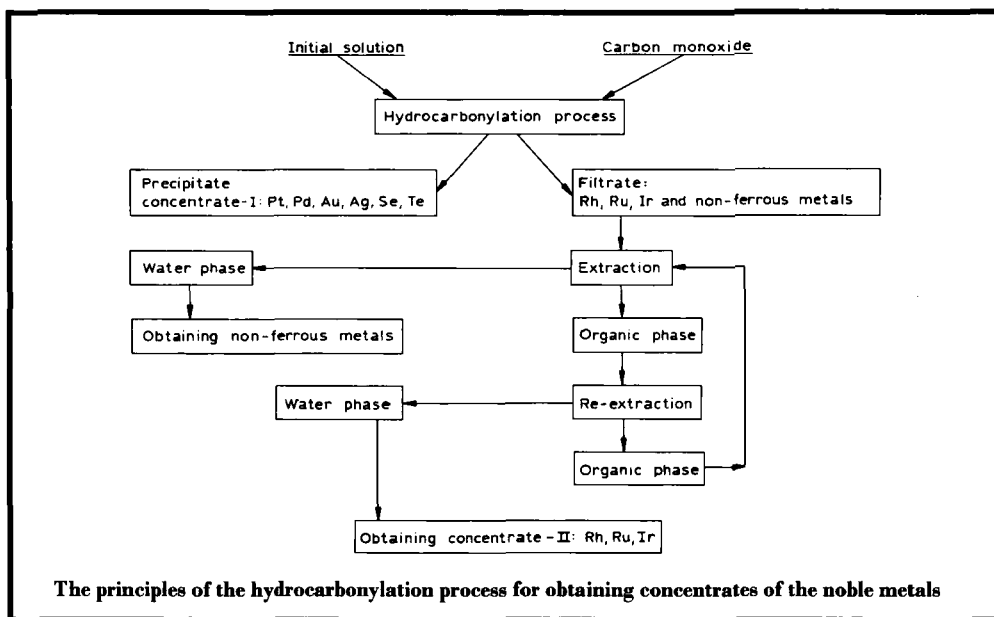 Initial solution
Carbon monoxide
Hydrocarbonylation process
Precipitate
concentrate-I: Pt, Pd, Au, Ag, Se, Te
Filtrate:
Rh, Ru, Ir and non-ferrous metals
Water phase
Extraction
Obtaining non-ferrous metals
Organic phase
Water phase
Re-extraction
Organic phase
Obtaining concentrate-II: Rh, Ru, Ir
The principles of the hydrocarbonylation process for obtaining concentrates of the noble metals